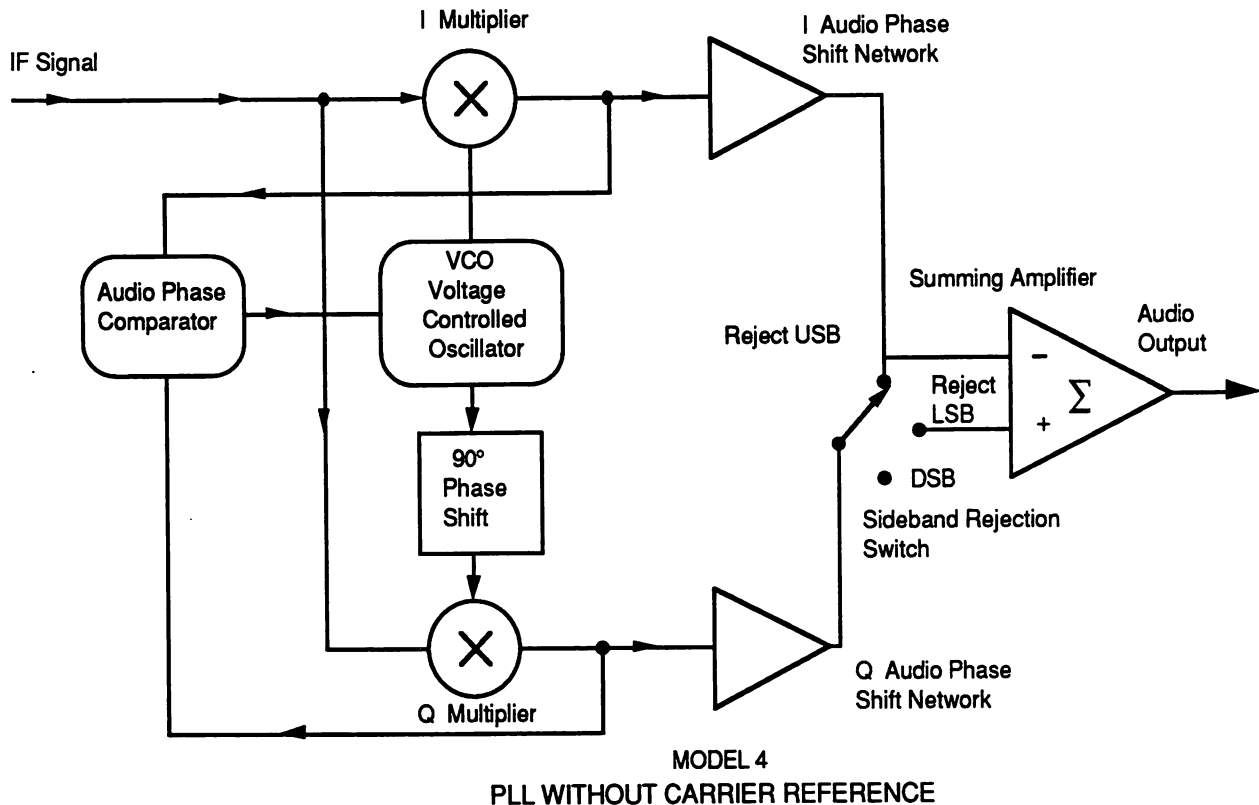 I Multiplier
I Audio Phase
Shift Network
IF Signal
VCO
Voltage
Controlled
Oscillator
Audio Phase
Comparator
Summing Amplifier
Audio
Output
Reject USB
−
Reject
LSB
Σ
+
90°
Phase
Shift
DSB
Sideband Rejection
Switch
Q Multiplier
Q Audio Phase
Shift Network
MODEL 4
PLL WITHOUT CARRIER REFERENCE